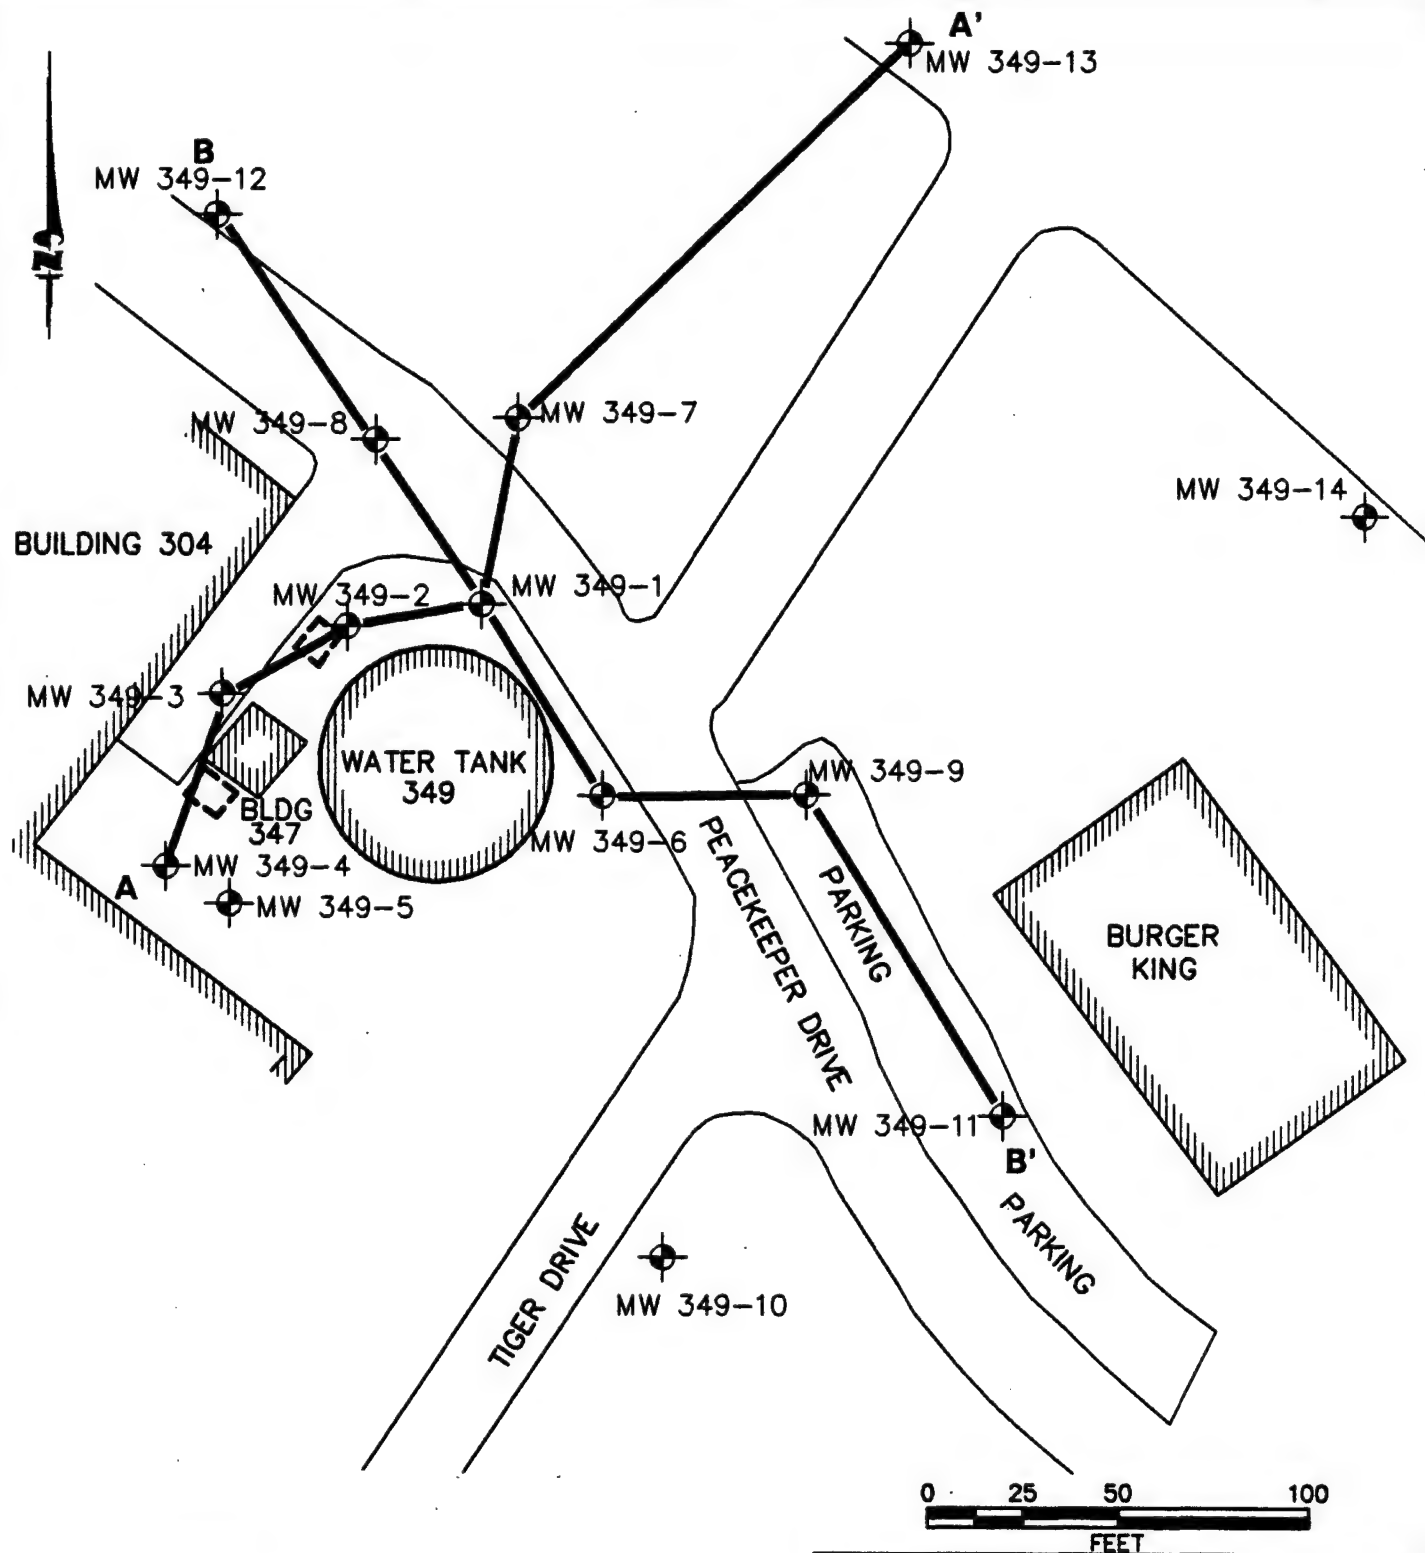 A'
MW 349-13
B
MW 349-12
N
MW 349-8
MW 349-7
MW 349-14
BUILDING 304
MW 349-2
MW 349-1
MW 349-3
WATER TANK
349
MW 349-9
BLDG
347
MW 349-6
MW 349-4
A
MW 349-5
PEACEKEEPER DRIVE
PARKING
BURGER
KING
MW 349-11
B'
PARKING
TIGER DRIVE
MW 349-10
0 25 50 100
FEET